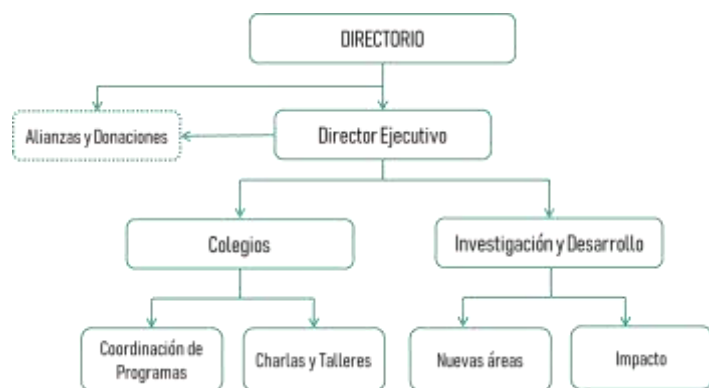 DIRECTORIO
Alianzas y Donaciones
Director Ejecutivo
Colegios
Investigación y Desarrollo
Coordinación de
Programas
Charlas y Talleres
Nuevas áreas
Impacto